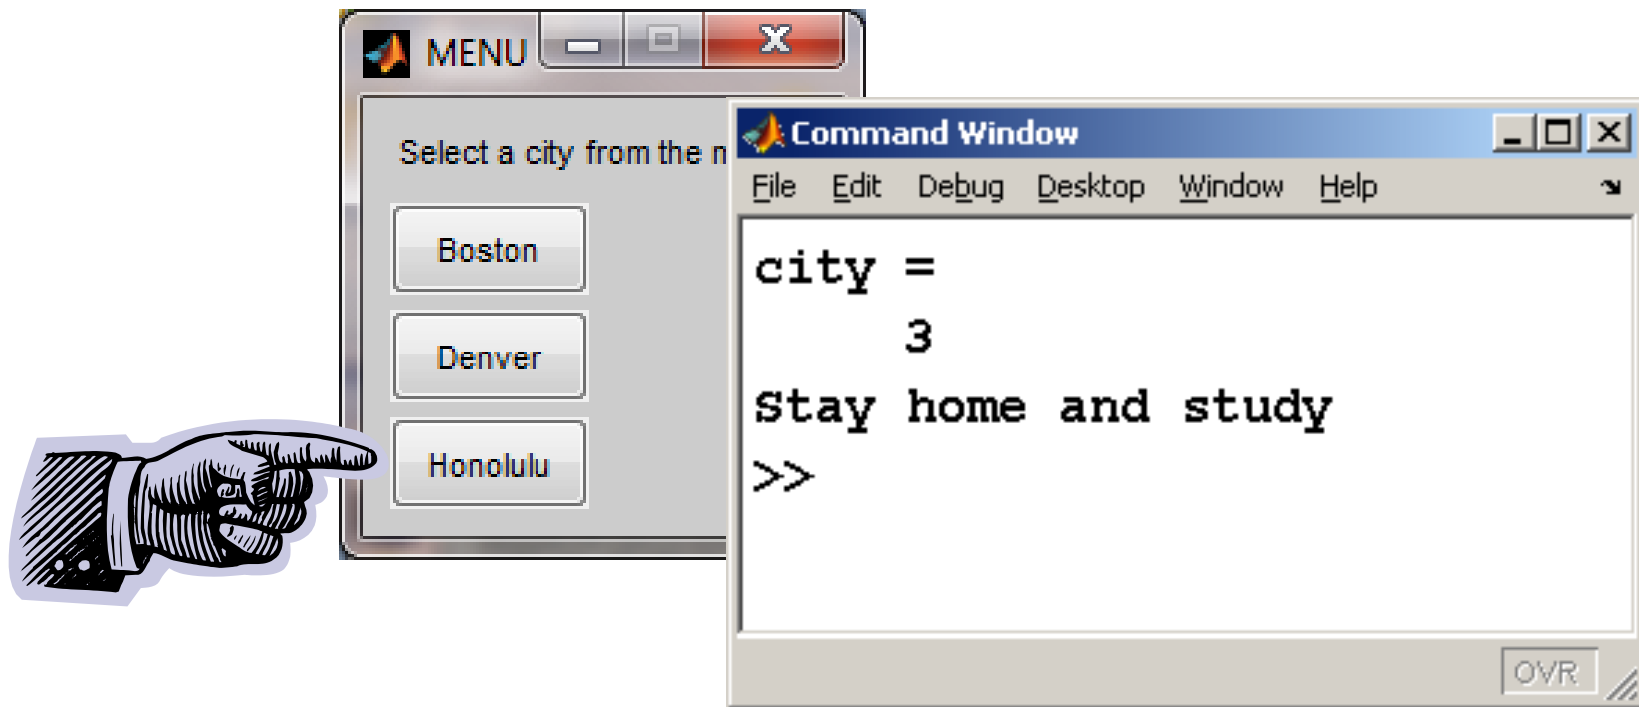 MENU
Select a city from the
Boston
Denver
Honolulu
Command Window
File Edit Debug Desktop Window Help
city =
3
Stay home and study
>>
OVR